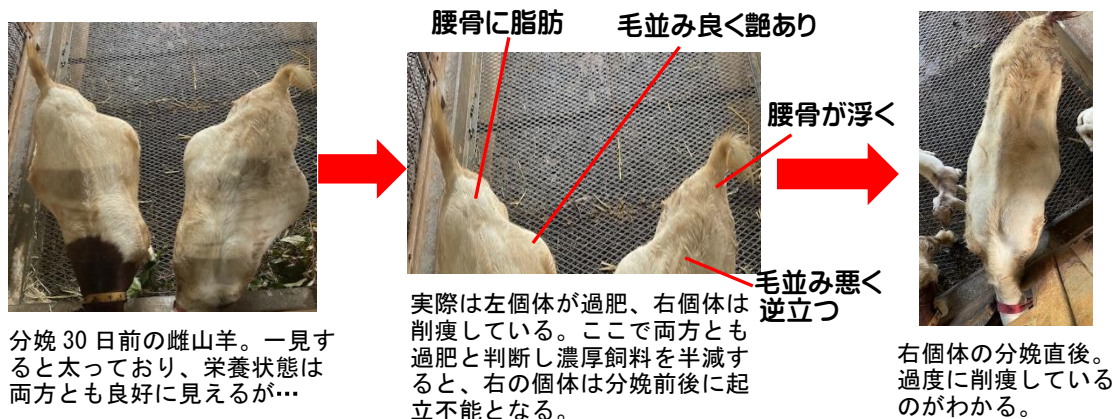 腰骨に脂肪
毛並み良く艶あり
腰骨が浮く
毛並み悪く
逆立つ
分娩 30 日前の雌山羊。一見す
ると太っており、栄養状態は
両方とも良好に見えるが…
実際は左個体が過肥、右個体は
削痩している。ここで両方とも
過肥と判断し濃厚飼料を半減す
ると、右の個体は分娩前後に起
立不能となる。
右個体の分娩直後。
過度に削痩している
のがわかる。